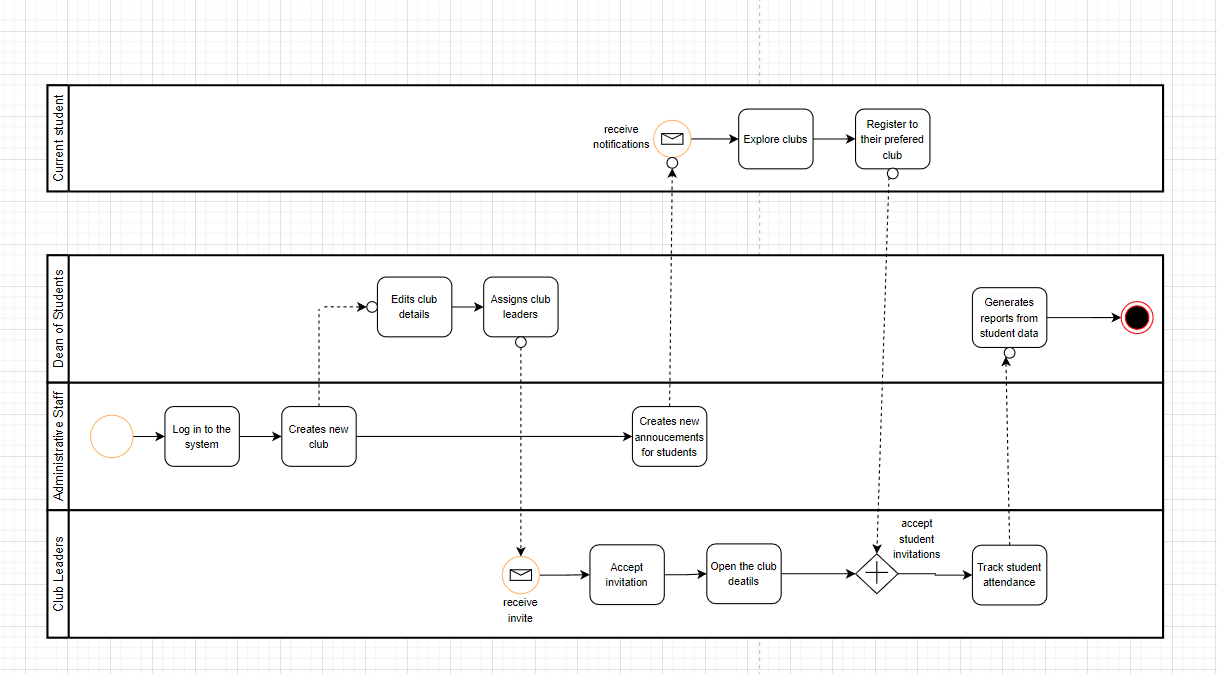 Current student
receive
notifications
Explore clubs
Register to
their prefered
club
Dean of Students
Edits club
details
Assigns club
leaders
Generates
reports from
student data
Administrative Staff
Log in to the
system
Creates new
club
Creates new
annoucements
for students
Club Leaders
receive
invite
Accept
invitation
Open the club
deatils
accept
student
invitations
Track student
attendance